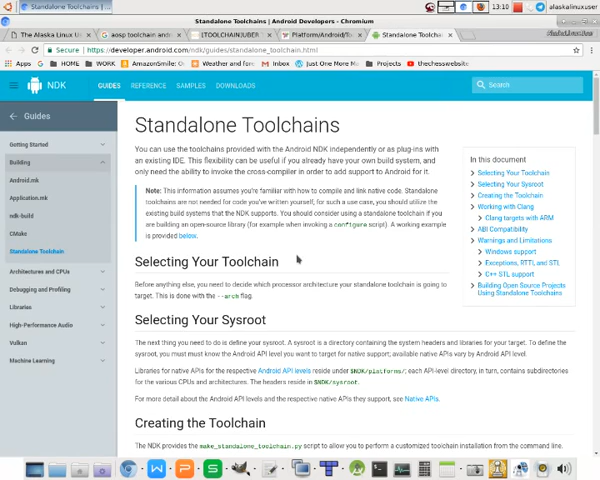 Standalone Toolchains | ...
13:10
alaskalinuxuser
Standalone Toolchains | Android Developers - Chromium
The Alaska Linux U
aosp toolchain and
LTOOLCHAIN/UBER
Platform/Android/To
Standalone Toolchai
Secure
https://developer.android.com/ndk/guides/standalone_toolchain.html
Apps
HOME
WORK
AmazonSmile:
Weather and for
Inbox
Just One More M
Projects
thechesswebsite
NDK
GUIDES
REFERENCE
SAMPLES
DOWNLOADS
Search
Guides
Getting Started
Building
Android.mk
Application.mk
ndk-build
CMake
Standalone Toolchain
Architectures and CPUs
Debugging and Profiling
Libraries
High-Performance Audio
Vulkan
Machine Learning
Standalone Toolchains
You can use the toolchains provided with the Android NDK independently or as plug-ins with
an existing IDE. This flexibility can be useful if you already have your own build system, and
only need the ability to invoke the cross-compiler in order to add support to Android for it.
Note: This information assumes you're familiar with how to compile and link native code. Standalone
toolchains are not needed for code you've written yourself, for such a use case, you should utilize the
existing build systems that the NDK supports. You should consider using a standalone toolchain if you
are building an open-source library (for example when invoking a configure script). A working example
is provided below.
Selecting Your Toolchain
Before anything else, you need to decide which processor architecture your standalone toolchain is going to
target. This is done with the --arch flag.
Selecting Your Sysroot
The next thing you need to do is define your sysroot. A sysroot is a directory containing the system headers and libraries for your target. To define the
sysroot, you must must know the Android API level you want to target for native support; available native APIs vary by Android API level.
Libraries for native APIs for the respective Android API levels reside under $NDK/platforms/; each API-level directory, in turn, contains subdirectories
for the various CPUs and architectures. The headers reside in $NDK/sysroot.
For more detail about the Android API levels and the respective native APIs they support, see Native APIs.
Creating the Toolchain
The NDK provides the make_standalone_toolchain.py script to allow you to perform a customized toolchain installation from the command line.
In this document
Selecting Your Toolchain
Selecting Your Sysroot
Creating the Toolchain
Working with Clang
Clang targets with ARM
ABI Compatibility
Warnings and Limitations
Windows support
Exceptions, RTTI, and STL
C++ STL support
Building Open Source Projects
Using Standalone Toolchains